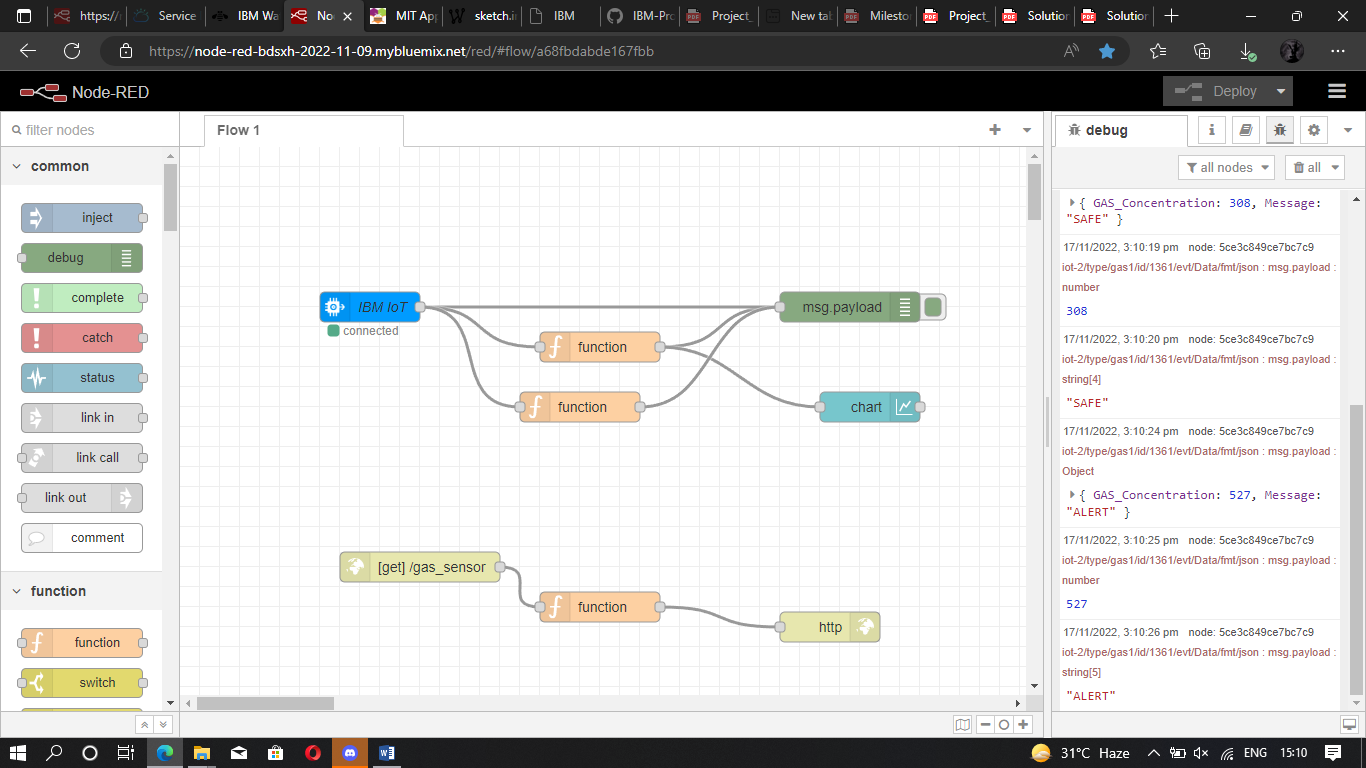 https://n
Service
IBM Wa
No
MIT Ap
sketch.i
IBM
IBM-Pro
Project_
New tab
Milesto
Project_
Solution
Solution
https://node-red-bdsxh-2022-11-09.mybluemix.net/red/#flow/a68fbdabde167fbb
Node-RED
Deploy
filter nodes
common
inject
debug
complete
catch
status
link in
link call
link out
comment
function
function
switch
Flow 1
IBM IoT
connected
function
function
msg.payload
chart
[get] /gas_sensor
function
http
debug
i
all nodes
all
{ GAS_Concentration: 308, Message:
"SAFE" }
17/11/2022, 3:10:19 pm node: 5ce3c849ce7bc7c9
iot-2/type/gas1/id/1361/evt/Data/fmt/json : msg.payload :
number
308
17/11/2022, 3:10:20 pm node: 5ce3c849ce7bc7c9
iot-2/type/gas1/id/1361/evt/Data/fmt/json : msg.payload :
string[4]
"SAFE"
17/11/2022, 3:10:24 pm node: 5ce3c849ce7bc7c9
iot-2/type/gas1/id/1361/evt/Data/fmt/json : msg.payload :
Object
{ GAS_Concentration: 527, Message:
"ALERT" }
17/11/2022, 3:10:25 pm node: 5ce3c849ce7bc7c9
iot-2/type/gas1/id/1361/evt/Data/fmt/json : msg.payload :
number
527
17/11/2022, 3:10:26 pm node: 5ce3c849ce7bc7c9
iot-2/type/gas1/id/1361/evt/Data/fmt/json : msg.payload :
string[5]
"ALERT"
31°C Haze
ENG
15:10